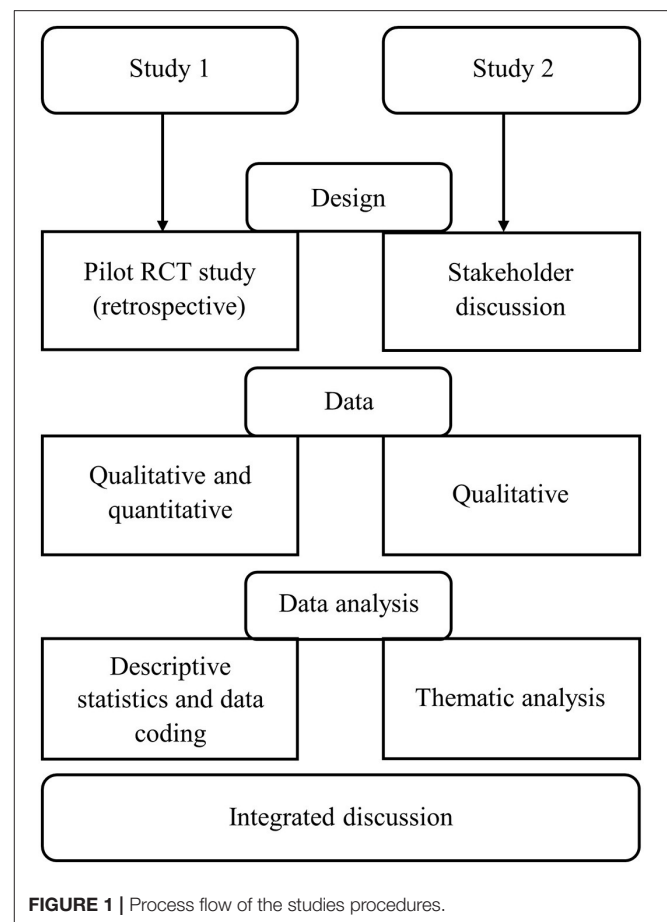 Study 1
Study 2
Design
Pilot RCT study
(retrospective)
Stakeholder
discussion
Data
Qualitative and
quantitative
Qualitative
Data analysis
Descriptive
statistics and data
coding
Thematic analysis
Integrated discussion
FIGURE 1 | Process flow of the studies procedures.